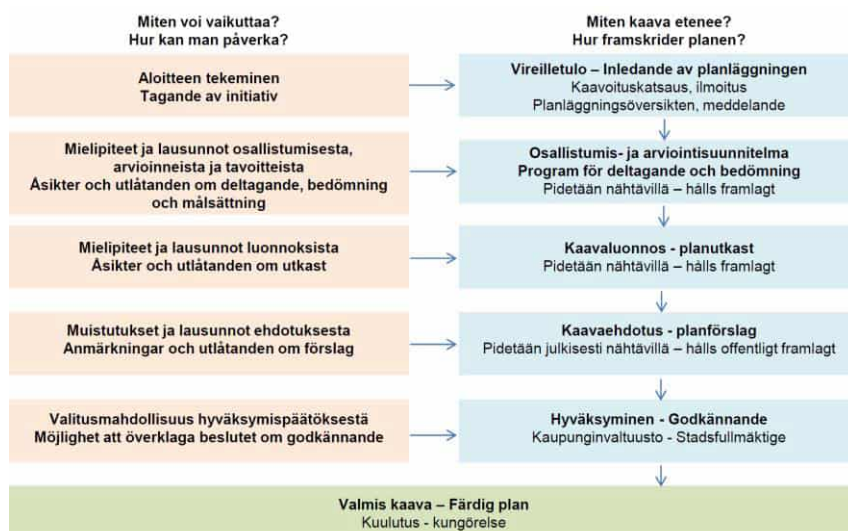 Miten voi vaikuttaa?
Hur kan man påverka?
Miten kaava etenee?
Hur framskrider planen?
Aloitteen tekeminen
Tagande av initiativ
Vireilletulo – Inledande av planläggningen
Kaavoituskatsaus, ilmoitus
Planläggningsöversikten, meddelande
Mielipiteet ja lausunnot osallistumisesta,
arvioinneista ja tavoitteista
Åsikter och utlåtanden om deltagande, bedömning
och målsättning
Osallistumis- ja arviointisuunnitelma
Program för deltagande och bedömning
Pidetään nähtävillä – hålls framlagt
Mielipiteet ja lausunnot luonnoksista
Åsikter och utlåtanden om utkast
Kaavaluonnos - planutkast
Pidetään nähtävillä – hålls framlagt
Muistutukset ja lausunnot ehdotuksesta
Anmärkningar och utlåtanden om förslag
Kaavaehdotus - planförslag
Pidetään julkisesti nähtävillä – hålls offentligt framlagt
Valitusmahdollisuus hyväksymispäätöksestä
Möjlighet att överklaga beslutet om godkännande
Hyväksyminen - Godkännande
Kaupunginvaltuusto - Stadsfullmäktige
Valmis kaava – Färdig plan
Kuulutus - kungörelse